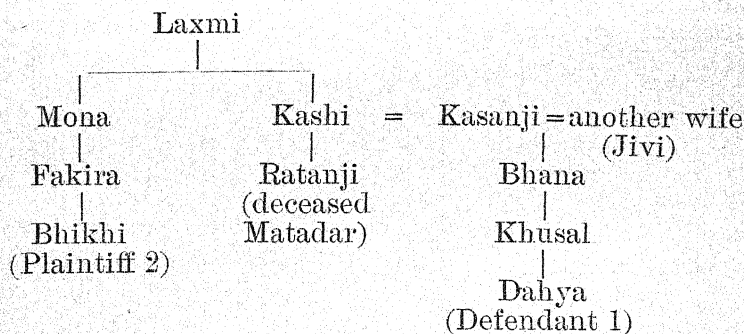 Laxmi
Mona Kashi = Kasanji=another wife
(Jivi)
Fakira Ratanji Bhana
(deceased
Bhikhi Matadar) Khusal
(Plaintiff 2)
Dahya
(Defendant 1)